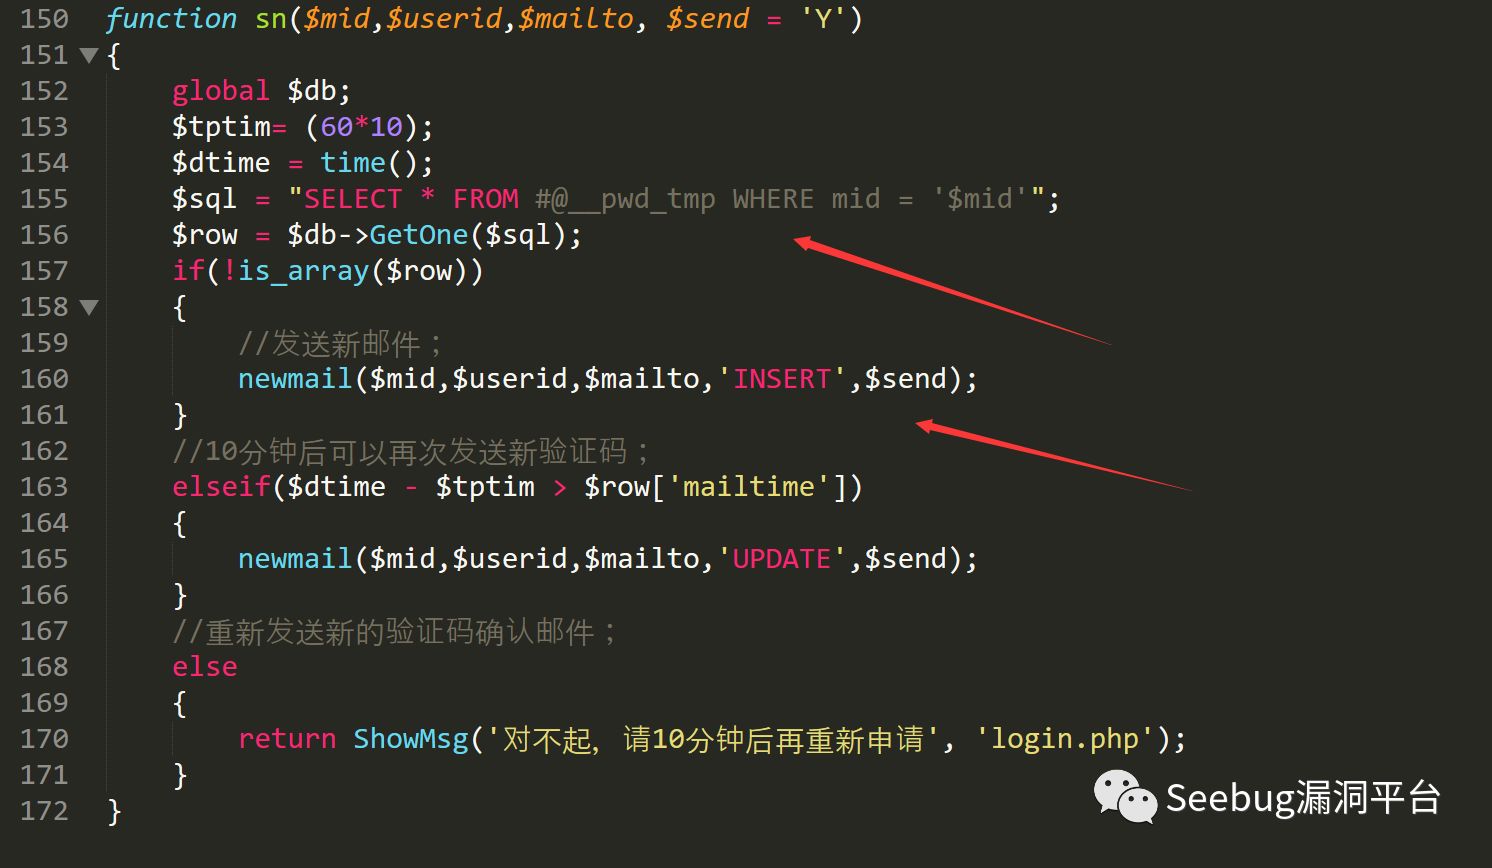 150 function sn($mid,$userid,$mailto, $send = 'Y')
151 {
152 global $db;
153 $tptim= (60*10);
154 $dtime = time();
155 $sql = "SELECT * FROM #@__pwd_tmp WHERE mid = '$mid'";
156 $row = $db->GetOne($sql);
157 if(!is_array($row))
158 {
159 //发送新邮件；
160 newmail($mid,$userid,$mailto,'INSERT',$send);
161 }
162 //10分钟后可以再次发送新验证码；
163 elseif($dtime - $tptim > $row['mailtime'])
164 {
165 newmail($mid,$userid,$mailto,'UPDATE',$send);
166 }
167 //重新发送新的验证码确认邮件；
168 else
169 {
170 return ShowMsg('对不起，请10分钟后再重新申请', 'login.php');
171 }
172 }
Seebug漏洞平台